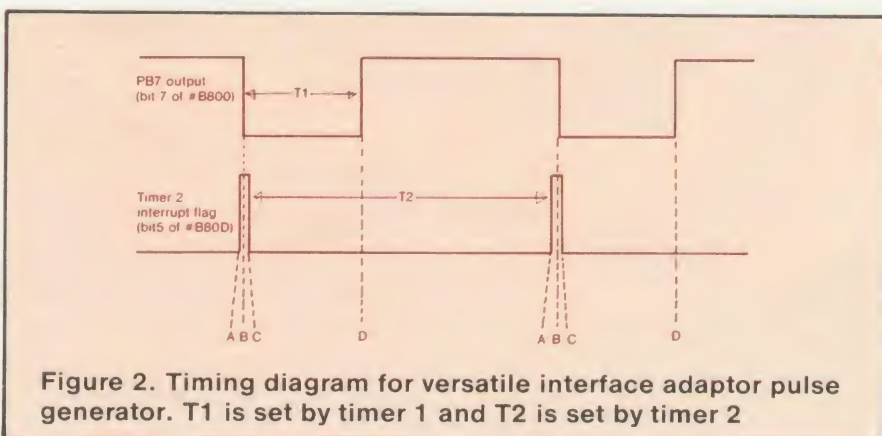 PB7 output
(bit 7 of #B800)
T1
Timer 2
interrupt flag
(bit5 of #B80D)
T2
A B C
D
A B C
D
Figure 2. Timing diagram for versatile interface adaptor pulse
generator. T1 is set by timer 1 and T2 is set by timer 2